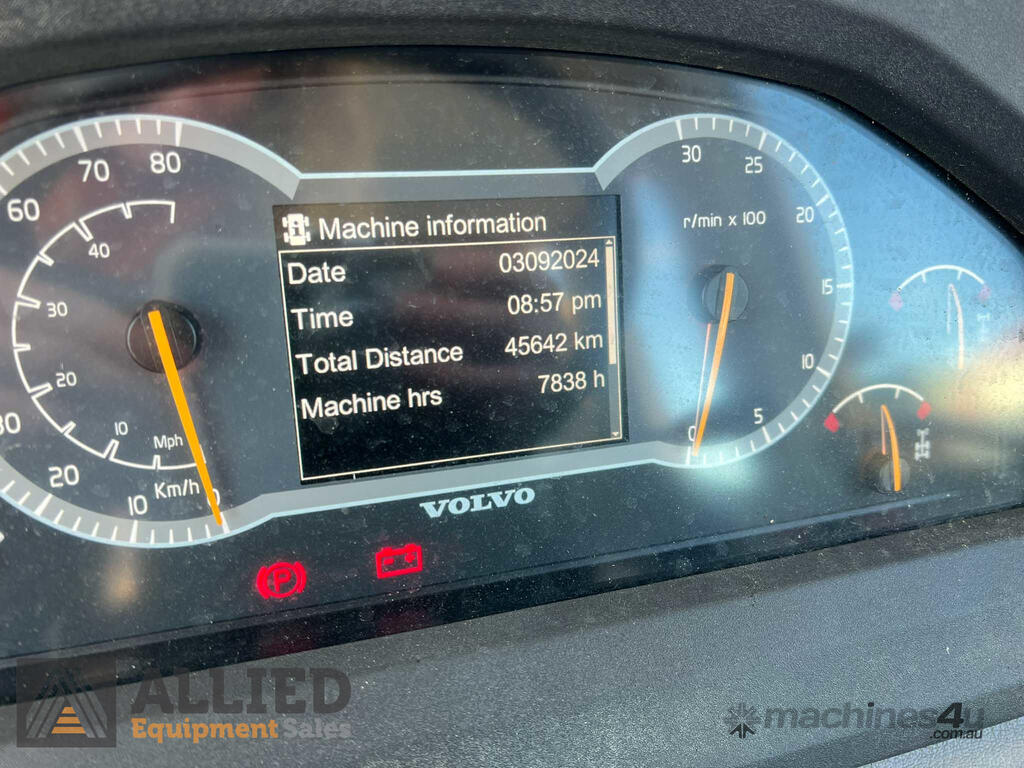 70
80
60
40
30
20
10
Mph
20
Km/h
10
0
30
Machine information
Date 03092024
Time 08:57 pm
Total Distance 45642 km
Machine hrs 7838 h
30
25
20
r/min x 100
15
10
5
0
VOLVO
P
ALLIED
Equipment Sales
machines4u
.com.au